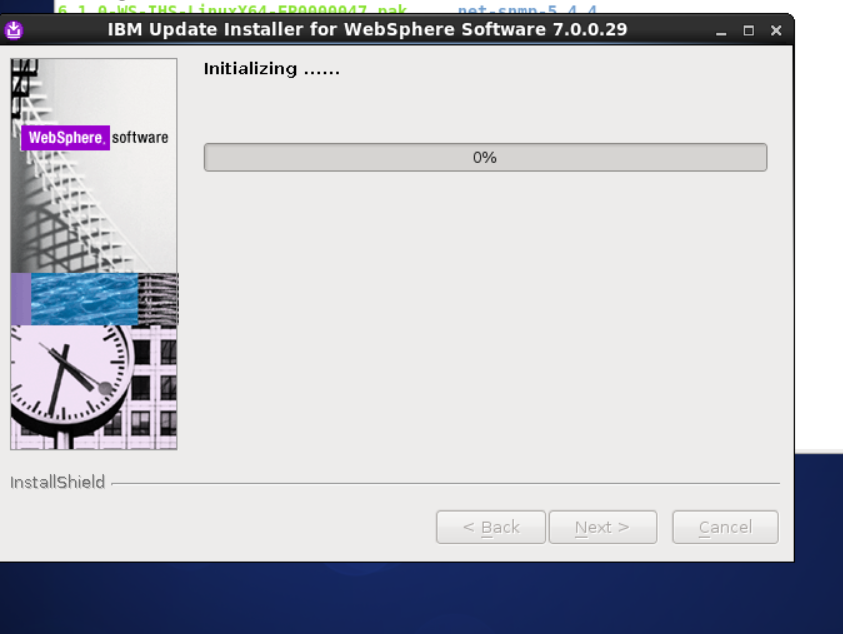 6.1.0-WS-IHS-LinuxX64-FP0000047.pak net-snmp-5.4.4
IBM Update Installer for WebSphere Software 7.0.0.29
Initializing ......
WebSphere. software
0%
InstallShield
< Back Next > Cancel